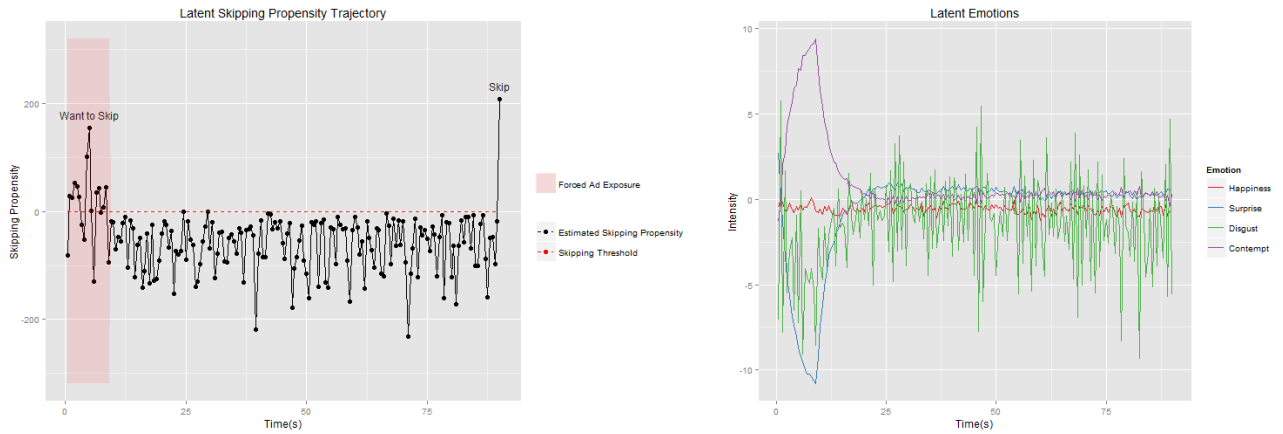 Latent Skipping Propensity Trajectory
Skipping Propensity
200
0
-200
Want to Skip
Skip
0
25
50
75
Time(s)
Forced Ad Exposure
Estimated Skipping Propensity
Skipping Threshold
Latent Emotions
Intensity
10
5
0
-5
-10
0
25
50
75
Time(s)
Emotion
Happiness
Surprise
Disgust
Contempt